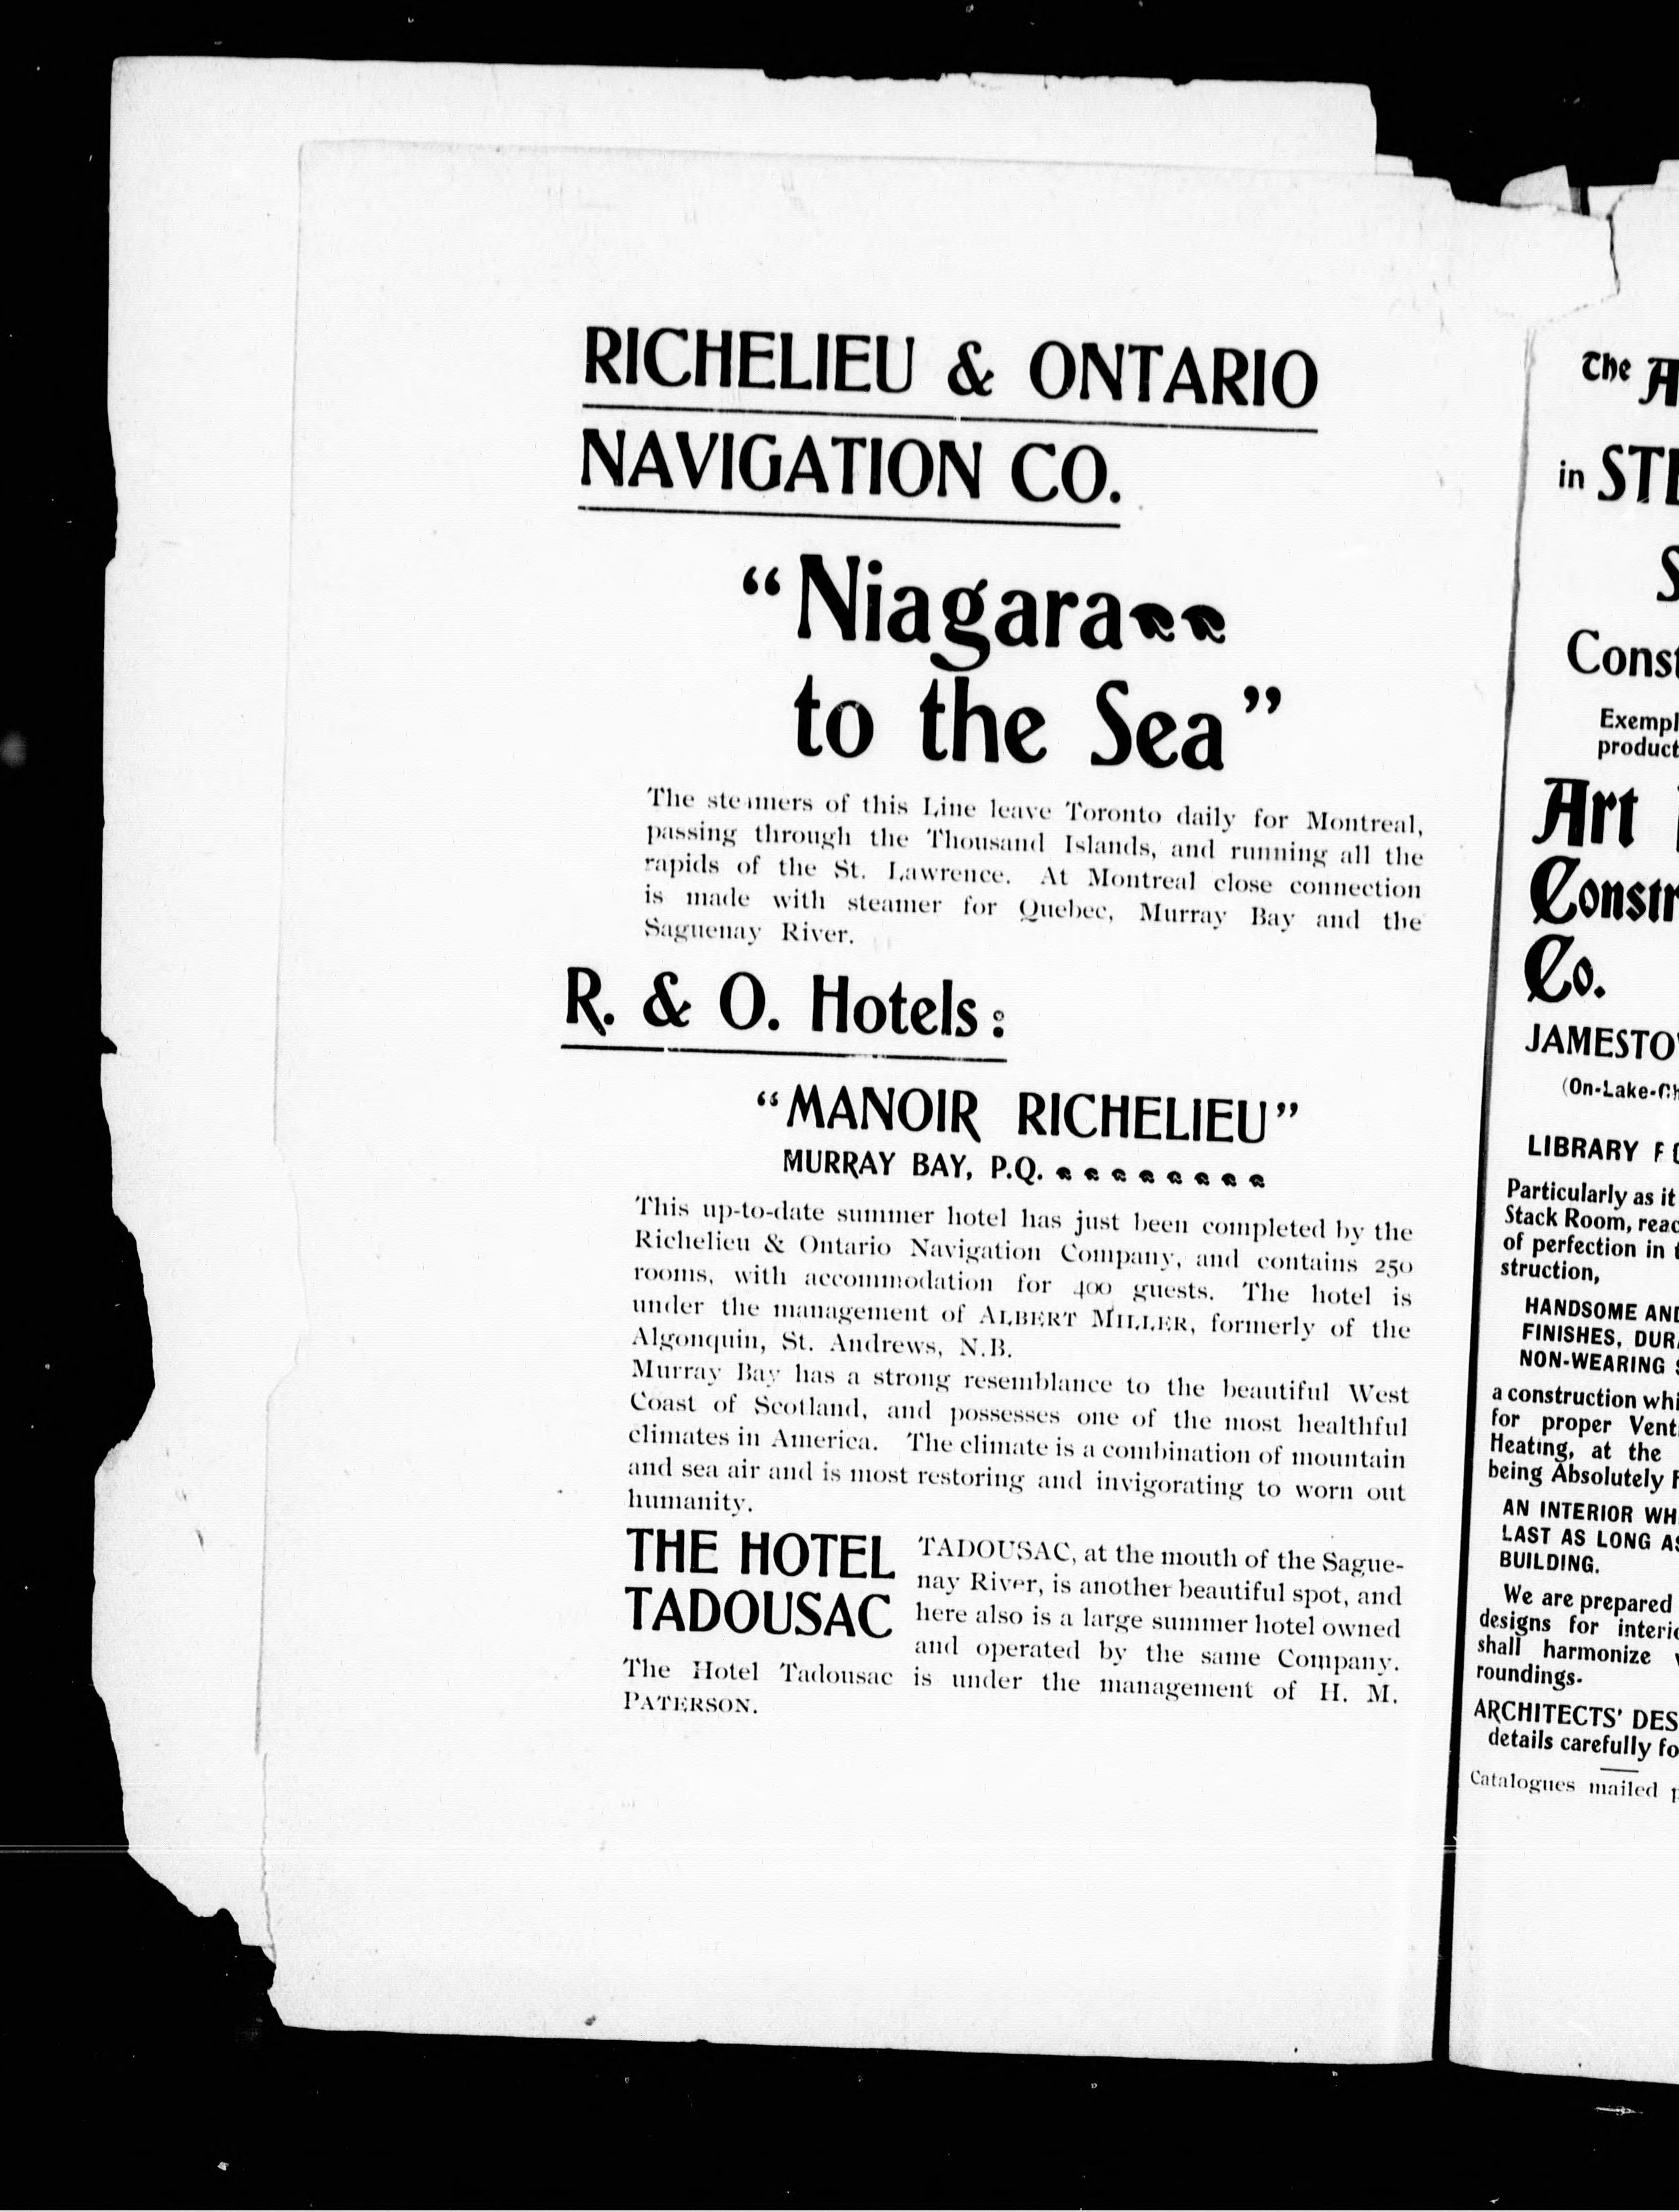 RICHELIEU & ONTARIO
NAVIGATION CO.
“Niagara
to the Sea”
The steamers of this Line leave Toronto daily for Montreal,
passing through the Thousand Islands, and running all the
rapids of the St. Lawrence. At Montreal close connection
is made with steamer for Quebec, Murray Bay and the
Saguenay River.
R. & O. Hotels:
“MANOIR RICHELIEU”
MURRAY BAY, P.Q.
This up-to-date summer hotel has just been completed by the
Richelieu & Ontario Navigation Company, and contains 250
rooms, with accommodation for 400 guests. The hotel is
under the management of ALBERT MILLER, formerly of the
Algonquin, St. Andrews, N.B.
Murray Bay has a strong resemblance to the beautiful West
Coast of Scotland, and possesses one of the most healthful
climates in America. The climate is a combination of mountain
and sea air and is most restoring and invigorating to worn out
humanity.
THE HOTEL
TADOUSAC
TADOUSAC, at the mouth of the Sague-
nay River, is another beautiful spot, and
here also is a large summer hotel owned
and operated by the same Company.
The Hotel Tadousac is under the management of H. M.
PATERSON.
The
in
Art
Co.
LIBRARY
Particularly as it
Stack Room,
of perfection in
struction,
HANDSOME
FINISHES,
NON-WEARING
a construction
for proper
Heating, at the
being Absolutely
AN INTERIOR
LAST AS LONG
BUILDING.
We are prepared
designs for
shall harmonize
roundings.
ARCHITECTS’
details carefully
Catalogues mailed